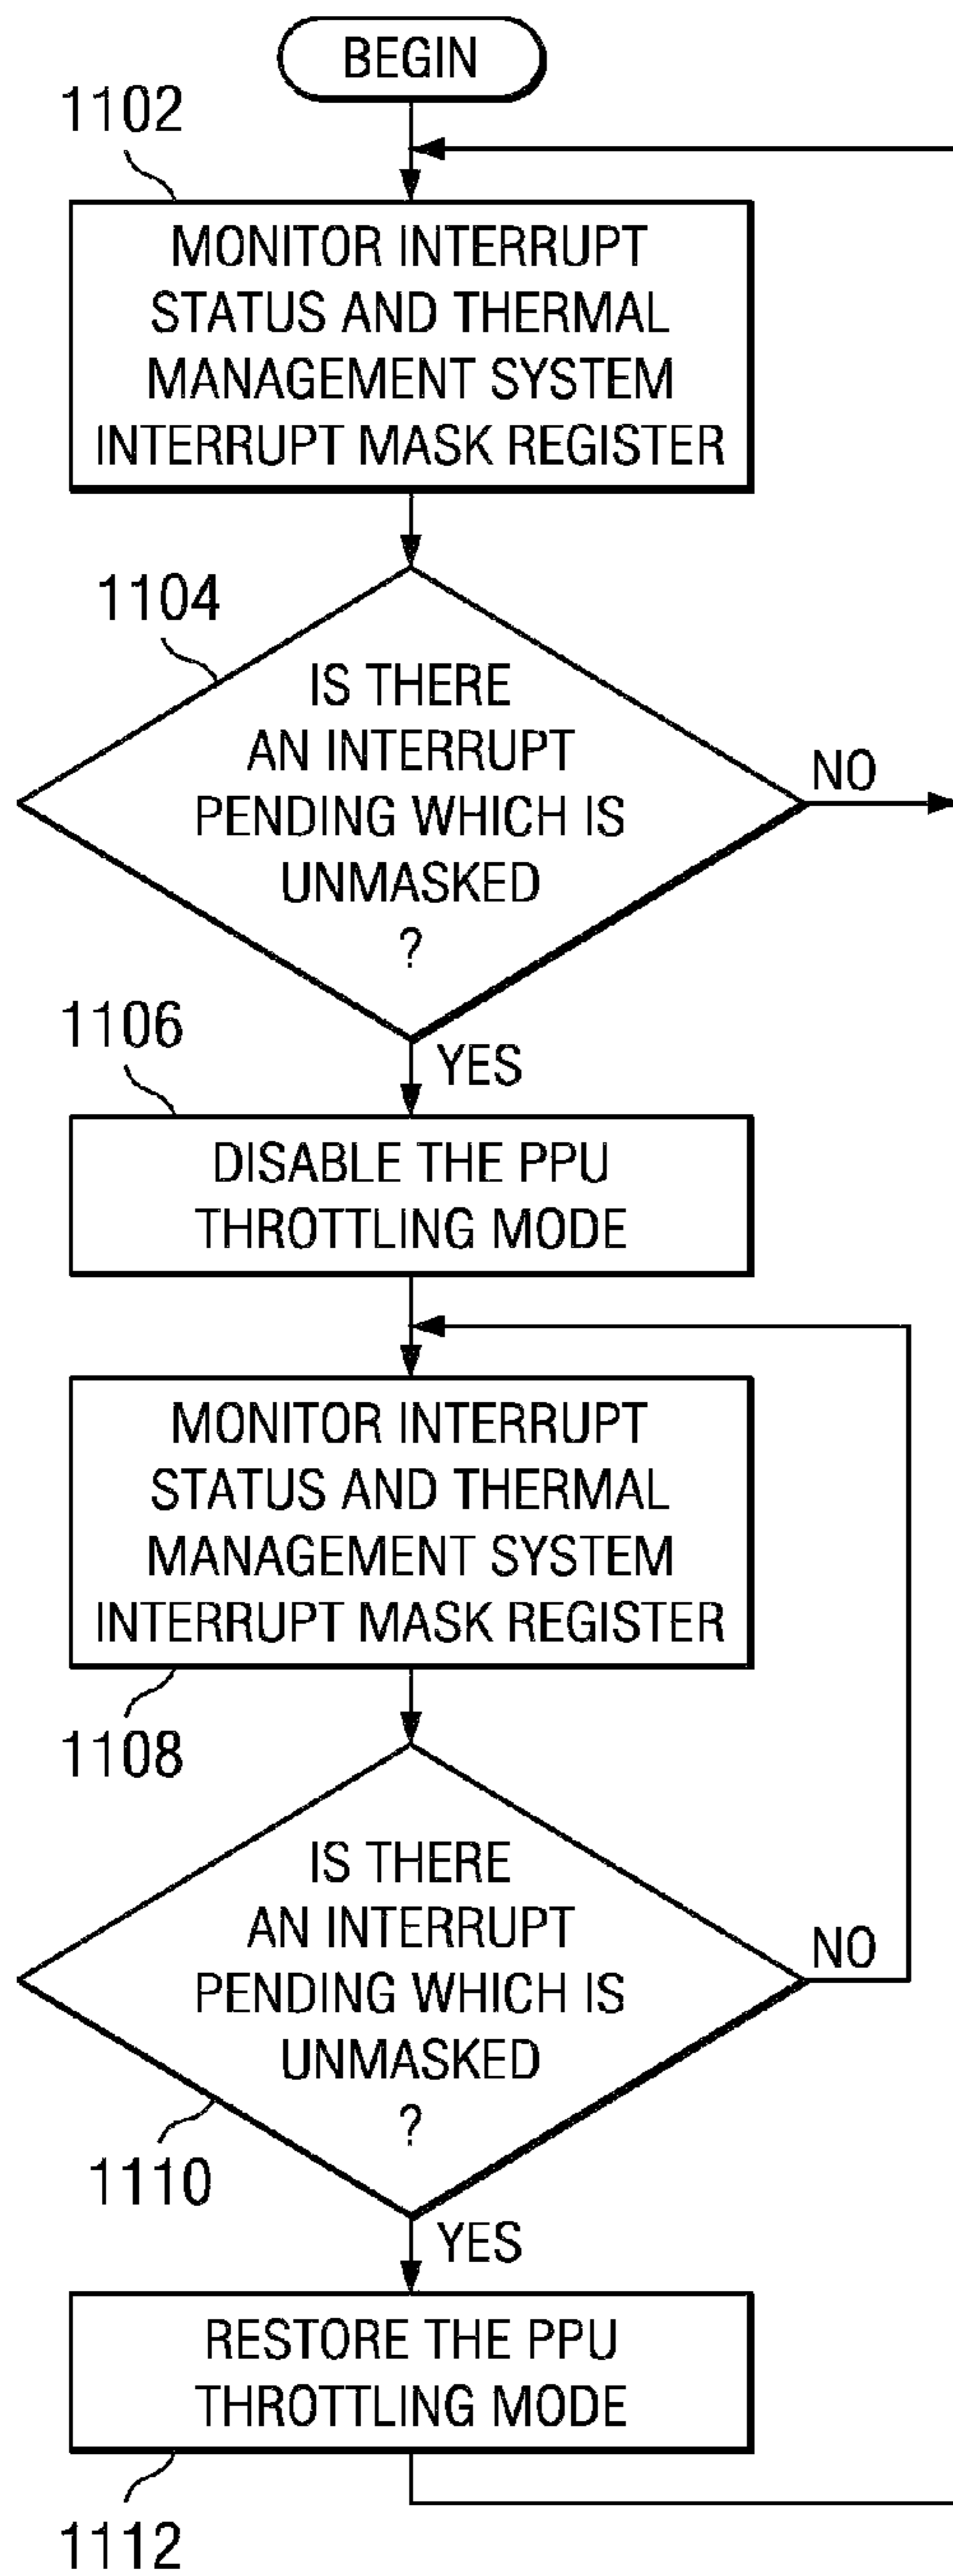 BEGIN
1102
MONITOR INTERRUPT
STATUS AND THERMAL
MANAGEMENT SYSTEM
INTERRUPT MASK REGISTER
1104
IS THERE
AN INTERRUPT
PENDING WHICH IS
UNMASKED
?
NO
YES
1106
DISABLE THE PPU
THROTTLING MODE
MONITOR INTERRUPT
STATUS AND THERMAL
MANAGEMENT SYSTEM
INTERRUPT MASK REGISTER
1108
IS THERE
AN INTERRUPT
PENDING WHICH IS
UNMASKED
?
NO
1110
YES
RESTORE THE PPU
THROTTLING MODE
1112